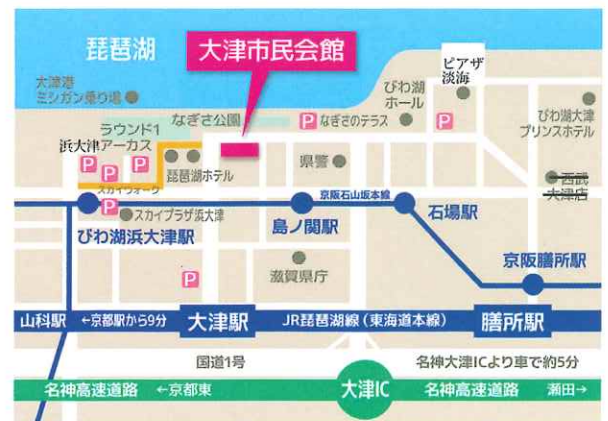 琵琶湖
大津市民会館
ピアザ
淡海
大津港
ミシガン乗り場
びわ湖
ホール
なぎさ公園
P なぎさのテラス
P
びわ湖大津
プリンスホテル
ラウンド1
浜大津アーカス
P P P P
琵琶湖ホテル
県警
西武
大津店
スカイウォーク
京阪石山坂本線
P
スカイプラザ浜大津
びわ湖浜大津駅
島ノ関駅
石場駅
滋賀県庁
京阪膳所駅
P
山科駅 ←京都駅から9分 大津駅 JR琵琶湖線(東海道本線) 膳所駅
国道1号
名神大津ICより車で約5分
名神高速道路 ←京都東 大津IC 名神高速道路 瀬田→